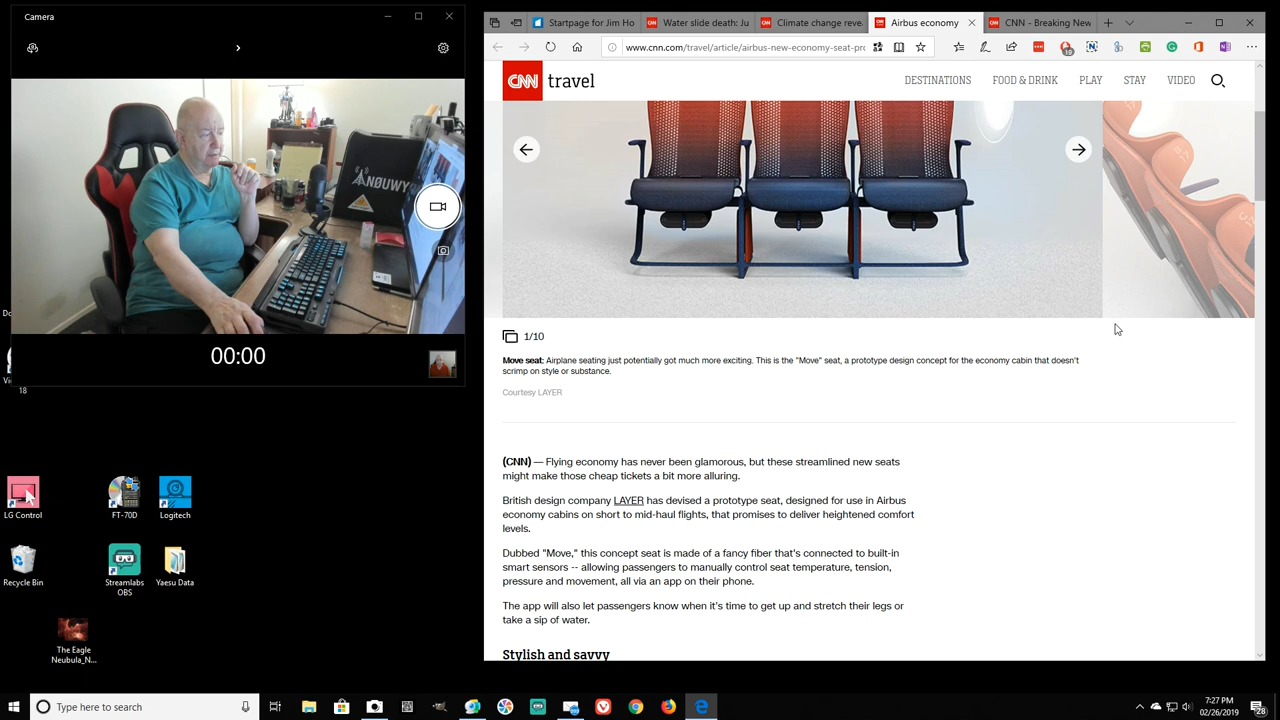 Camera
00:00
ANØUWY
Startpage for Jim Ho
Water slide death: Ju
Climate change reve
Airbus economy
CNN - Breaking New
www.cnn.com/travel/article/airbus-new-economy-seat-pro
19
CNN travel
DESTINATIONS
FOOD & DRINK
PLAY
STAY
VIDEO
1/10
Move seat: Airplane seating just potentially got much more exciting. This is the "Move" seat, a prototype design concept for the economy cabin that doesn't
scrimp on style or substance.
Courtesy LAYER
(CNN) — Flying economy has never been glamorous, but these streamlined new seats
might make those cheap tickets a bit more alluring.
British design company LAYER has devised a prototype seat, designed for use in Airbus
economy cabins on short to mid-haul flights, that promises to deliver heightened comfort
levels.
Dubbed "Move," this concept seat is made of a fancy fiber that's connected to built-in
smart sensors -- allowing passengers to manually control seat temperature, tension,
pressure and movement, all via an app on their phone.
The app will also let passengers know when it's time to get up and stretch their legs or
take a sip of water.
Stylish and savvy
18
LG Control
FT-70D
Logitech
Recycle Bin
Streamlabs
OBS
Yaesu Data
The Eagle
Neubula_N...
Type here to search
7:27 PM
02/26/2019
28